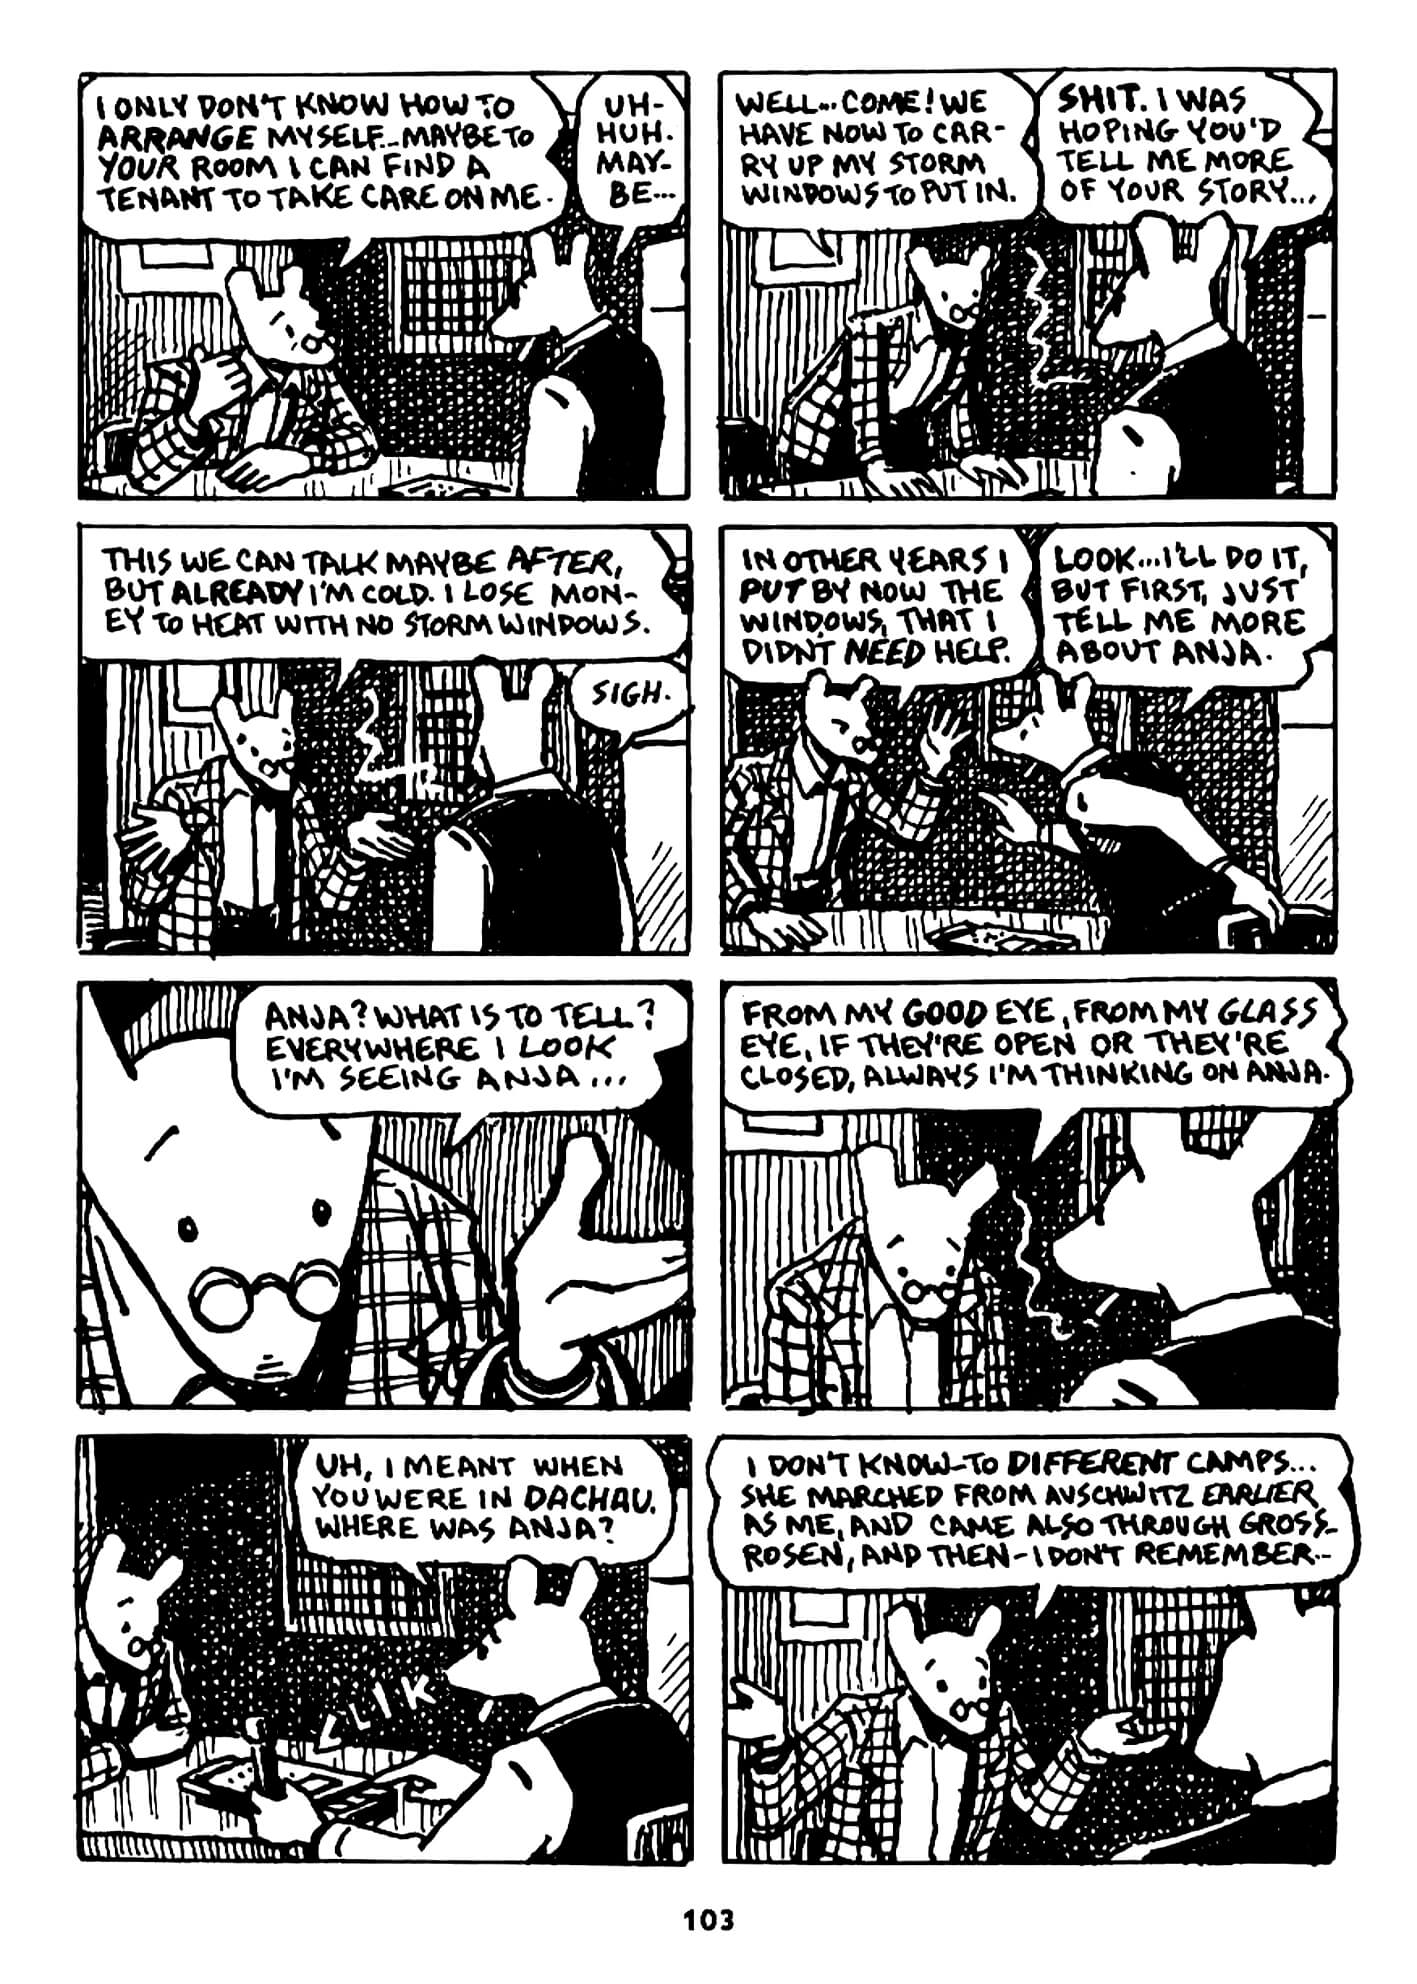 I ONLY DON'T KNOW HOW TO
ARRANGE MYSELF...MAYBE TO
YOUR ROOM I CAN FIND A
TENANT TO TAKE CARE ON ME.
UH-
HUH.
MAY-
BE...
WELL...COME! WE
HAVE NOW TO CAR-
RY UP MY STORM
WINDOWS TO PUT IN.
SHIT. I WAS
HOPING YOU'D
TELL ME MORE
OF YOUR STORY...
THIS WE CAN TALK MAYBE AFTER,
BUT ALREADY I'M COLD. I LOSE MON-
EY TO HEAT WITH NO STORM WINDOWS.
SIGH.
IN OTHER YEARS I
PUT BY NOW THE
WINDOWS, THAT I
DIDN'T NEED HELP.
LOOK...I'LL DO IT,
BUT FIRST, JUST
TELL ME MORE
ABOUT ANJA.
ANJA? WHAT IS TO TELL?
EVERYWHERE I LOOK
I'M SEEING ANJA...
FROM MY GOOD EYE, FROM MY GLASS
EYE, IF THEY'RE OPEN OR THEY'RE
CLOSED, ALWAYS I'M THINKING ON ANJA.
UH, I MEANT WHEN
YOU WERE IN DACHAU.
WHERE WAS ANJA?
CLIK
I DON'T KNOW-TO DIFFERENT CAMPS...
SHE MARCHED FROM AUSCHWITZ EARLIER
AS ME, AND CAME ALSO THROUGH GROSS-
ROSEN, AND THEN-I DON'T REMEMBER...
103